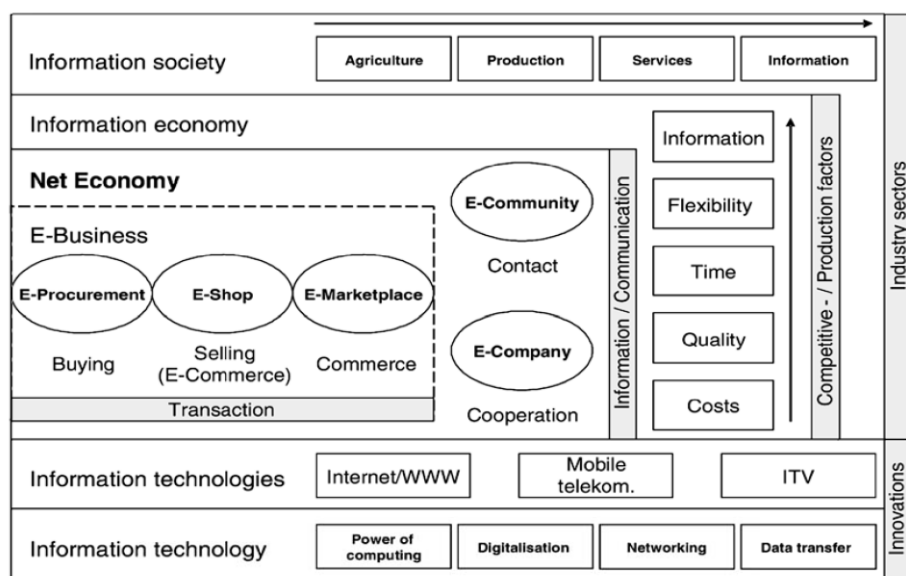 Information society
Agriculture
Production
Services
Information
Information economy
Information
Net Economy
E-Community
Flexibility
E-Business
Contact
Time
E-Procurement
E-Shop
E-Marketplace
Buying
Selling
(E-Commerce)
Commerce
E-Company
Quality
Transaction
Cooperation
Costs
Information / Communication
Competitive - / Production factors
Industry sectors
Information technologies
Internet/WWW
Mobile
telekom.
ITV
Information technology
Power of
computing
Digitalisation
Networking
Data transfer
Innovations